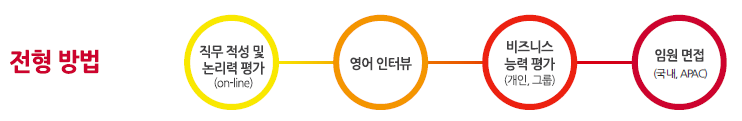 전형 방법
직무 적성 및
논리력 평가
(on-line)
영어 인터뷰
비즈니스
능력 평가
(개인, 그룹)
임원 면접
(국내, APAC)